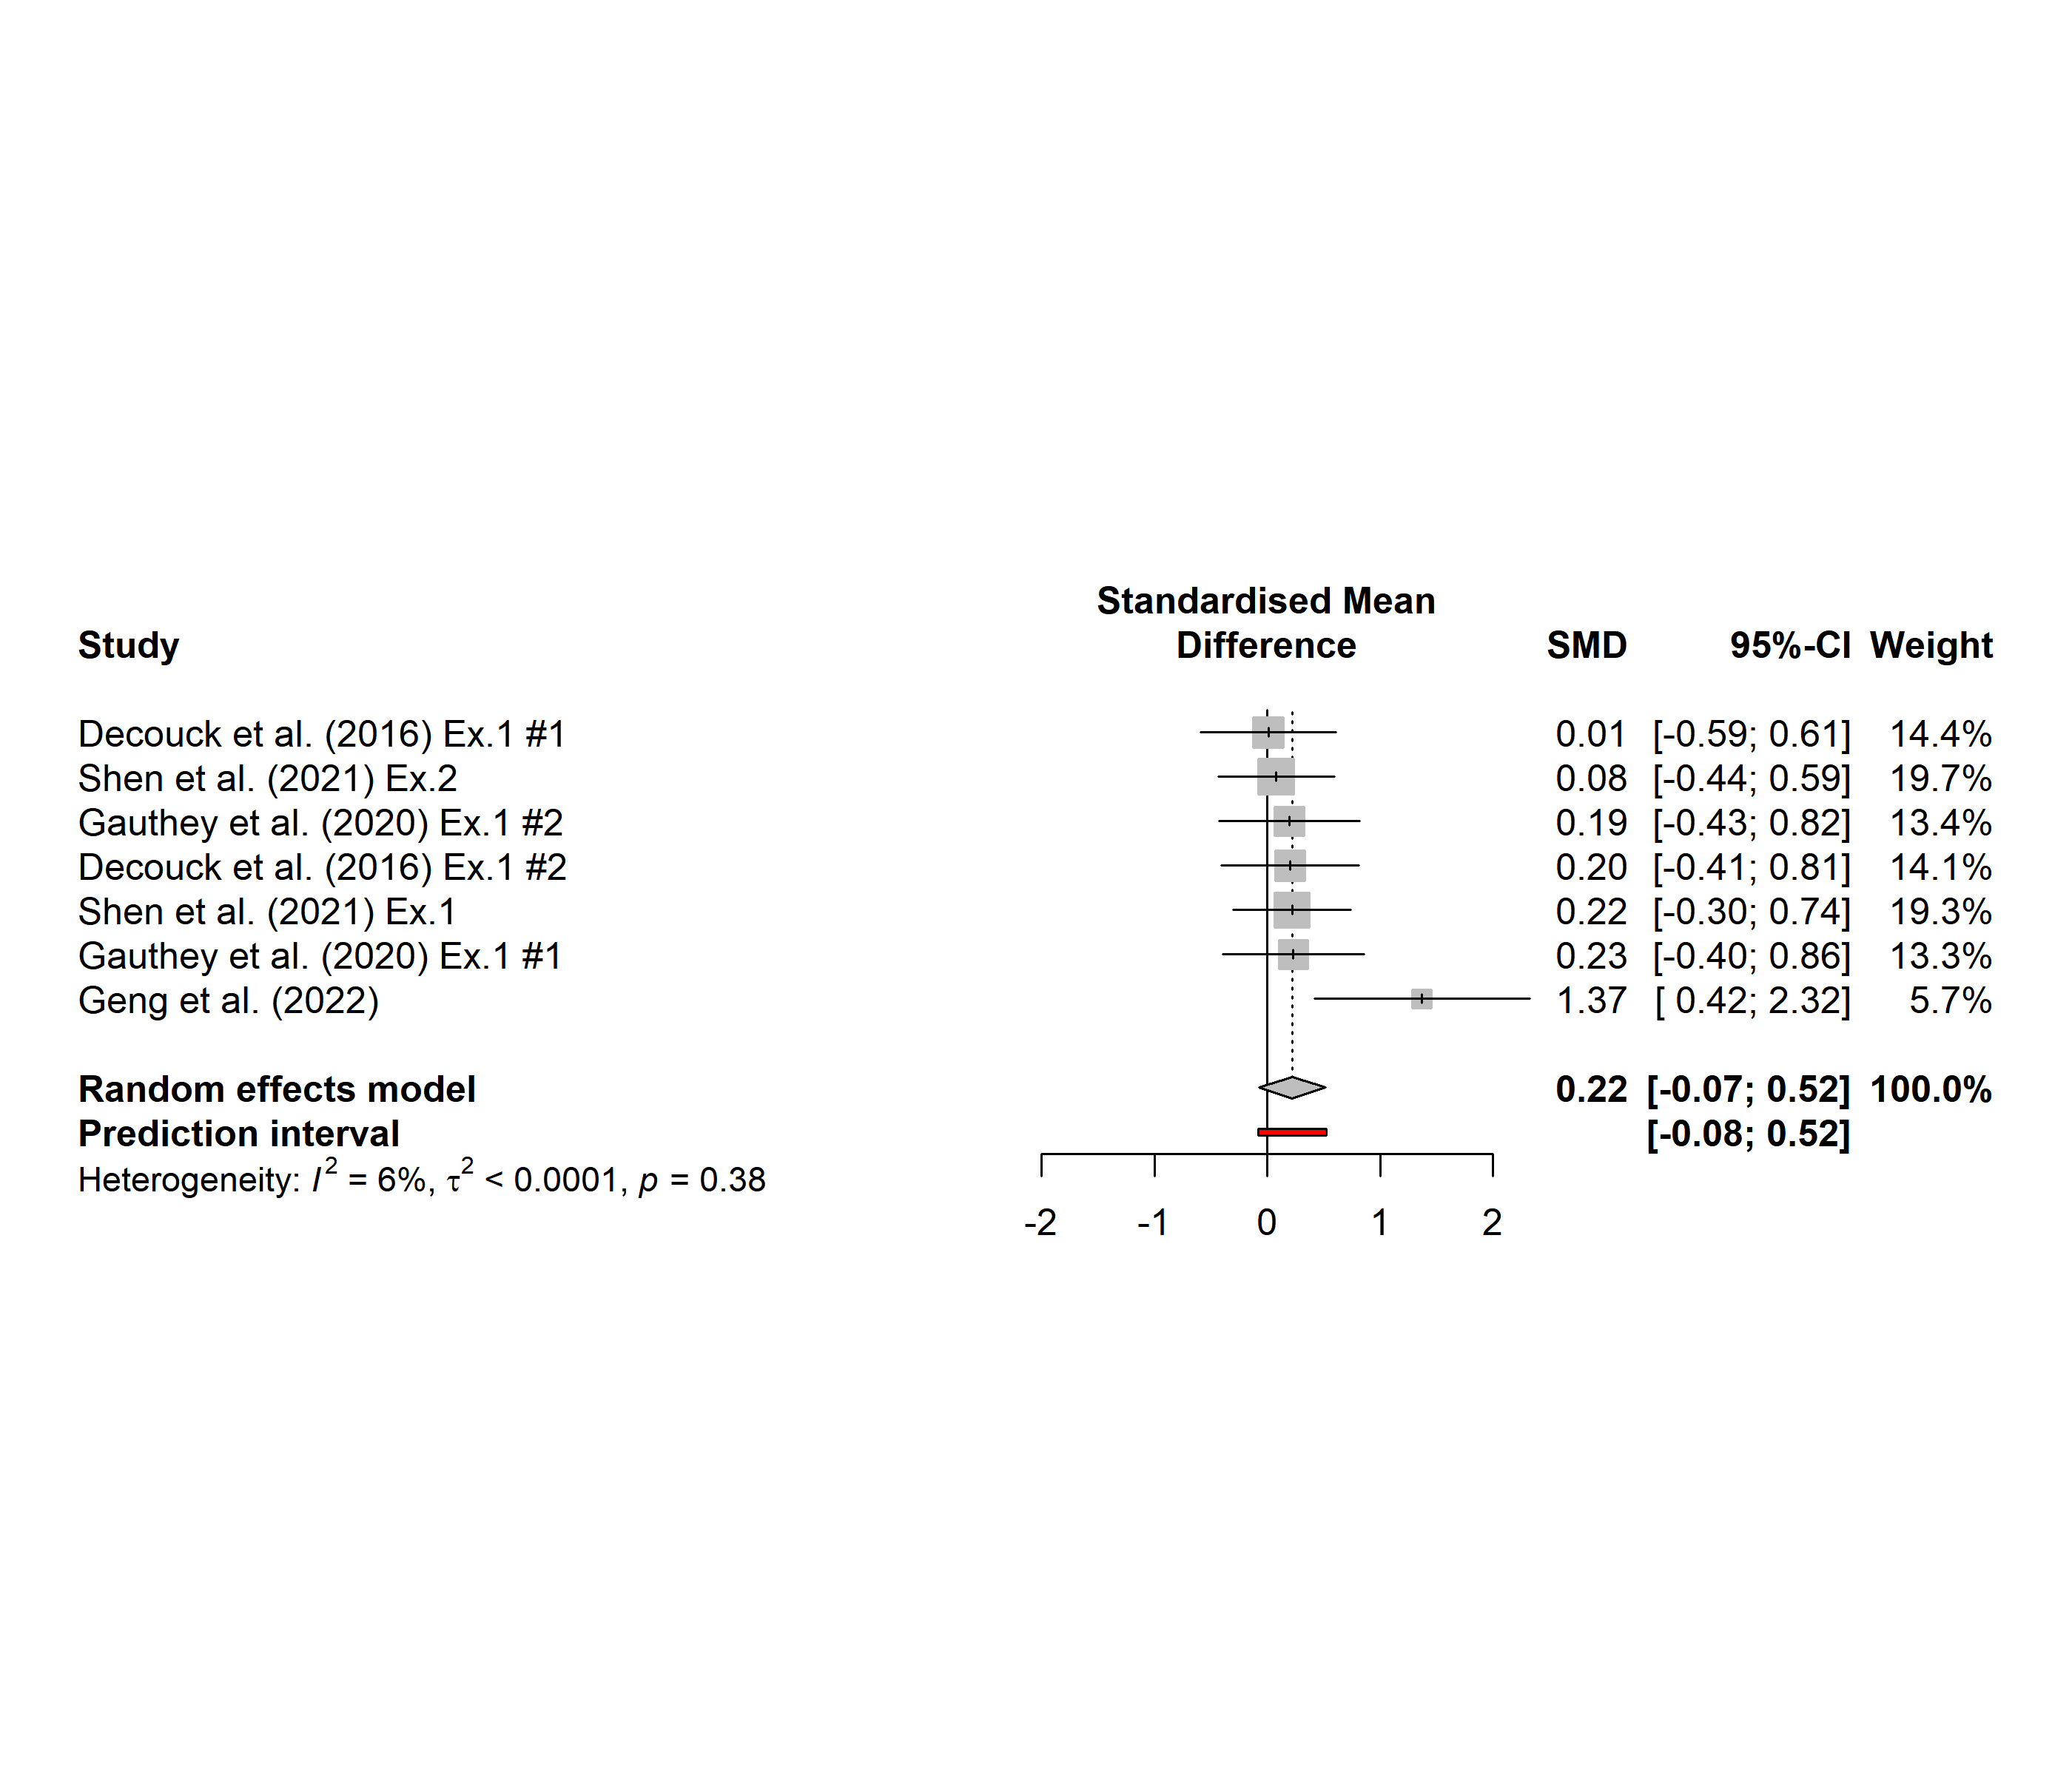 Standardised Mean
Study Difference SMD 95%-CI Weight
Decouck et al. (2016) Ex.1 #1 0.01 [-0.59; 0.61] 14.4%
Shen et al. (2021) Ex.2 0.08 [-0.44; 0.59] 19.7%
Gauthey et al. (2020) Ex.1 #2 0.19 [-0.43; 0.82] 13.4%
Decouck et al. (2016) Ex.1 #2 0.20 [-0.41; 0.81] 14.1%
Shen et al. (2021) Ex.1 0.22 [-0.30; 0.74] 19.3%
Gauthey et al. (2020) Ex.1 #1 0.23 [-0.40; 0.86] 13.3%
Geng et al. (2022) 1.37 [ 0.42; 2.32] 5.7%
Random effects model 0.22 [-0.07; 0.52] 100.0%
Prediction interval [-0.08; 0.52]
Heterogeneity: I² = 6%, τ² < 0.0001, p = 0.38
-2 -1 0 1 2